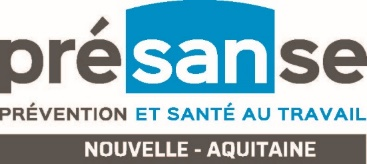 présanse
PRÉVENTION ET SANTÉ AU TRAVAIL
NOUVELLE - AQUITAINE